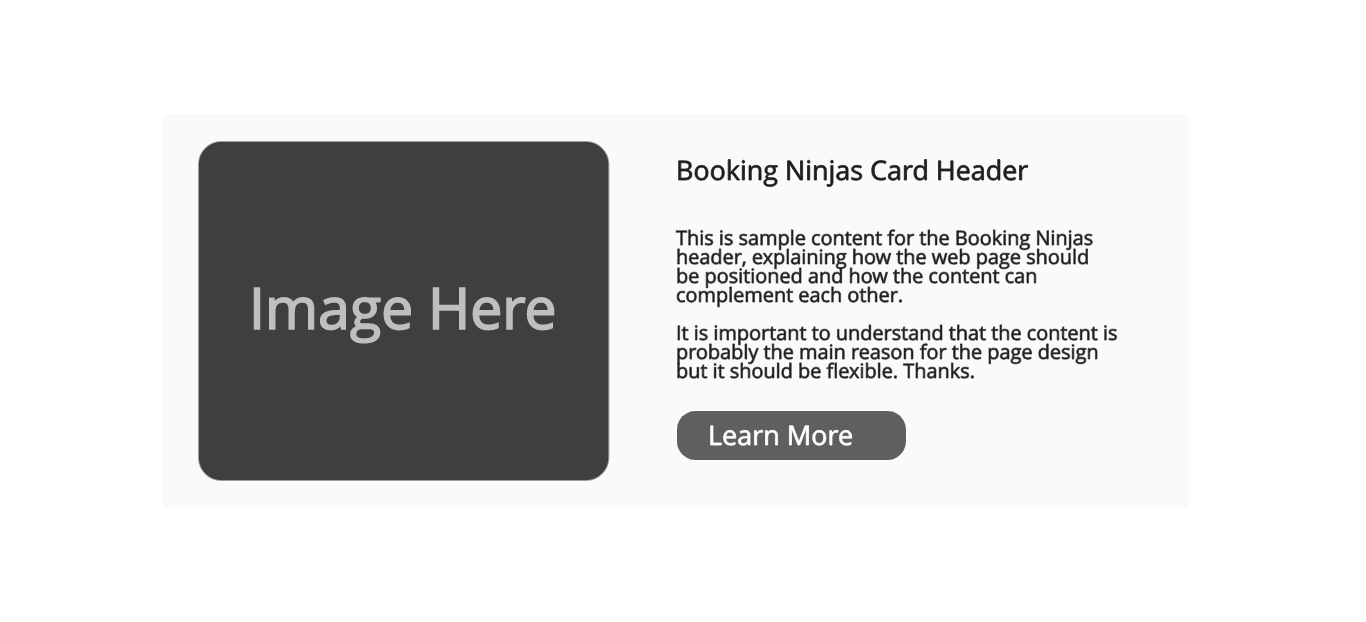 Image Here
Booking Ninjas Card Header
This is sample content for the Booking Ninjas
header, explaining how the web page should
be positioned and how the content can
complement each other.
It is important to understand that the content is
probably the main reason for the page design
but it should be flexible. Thanks.
Learn More